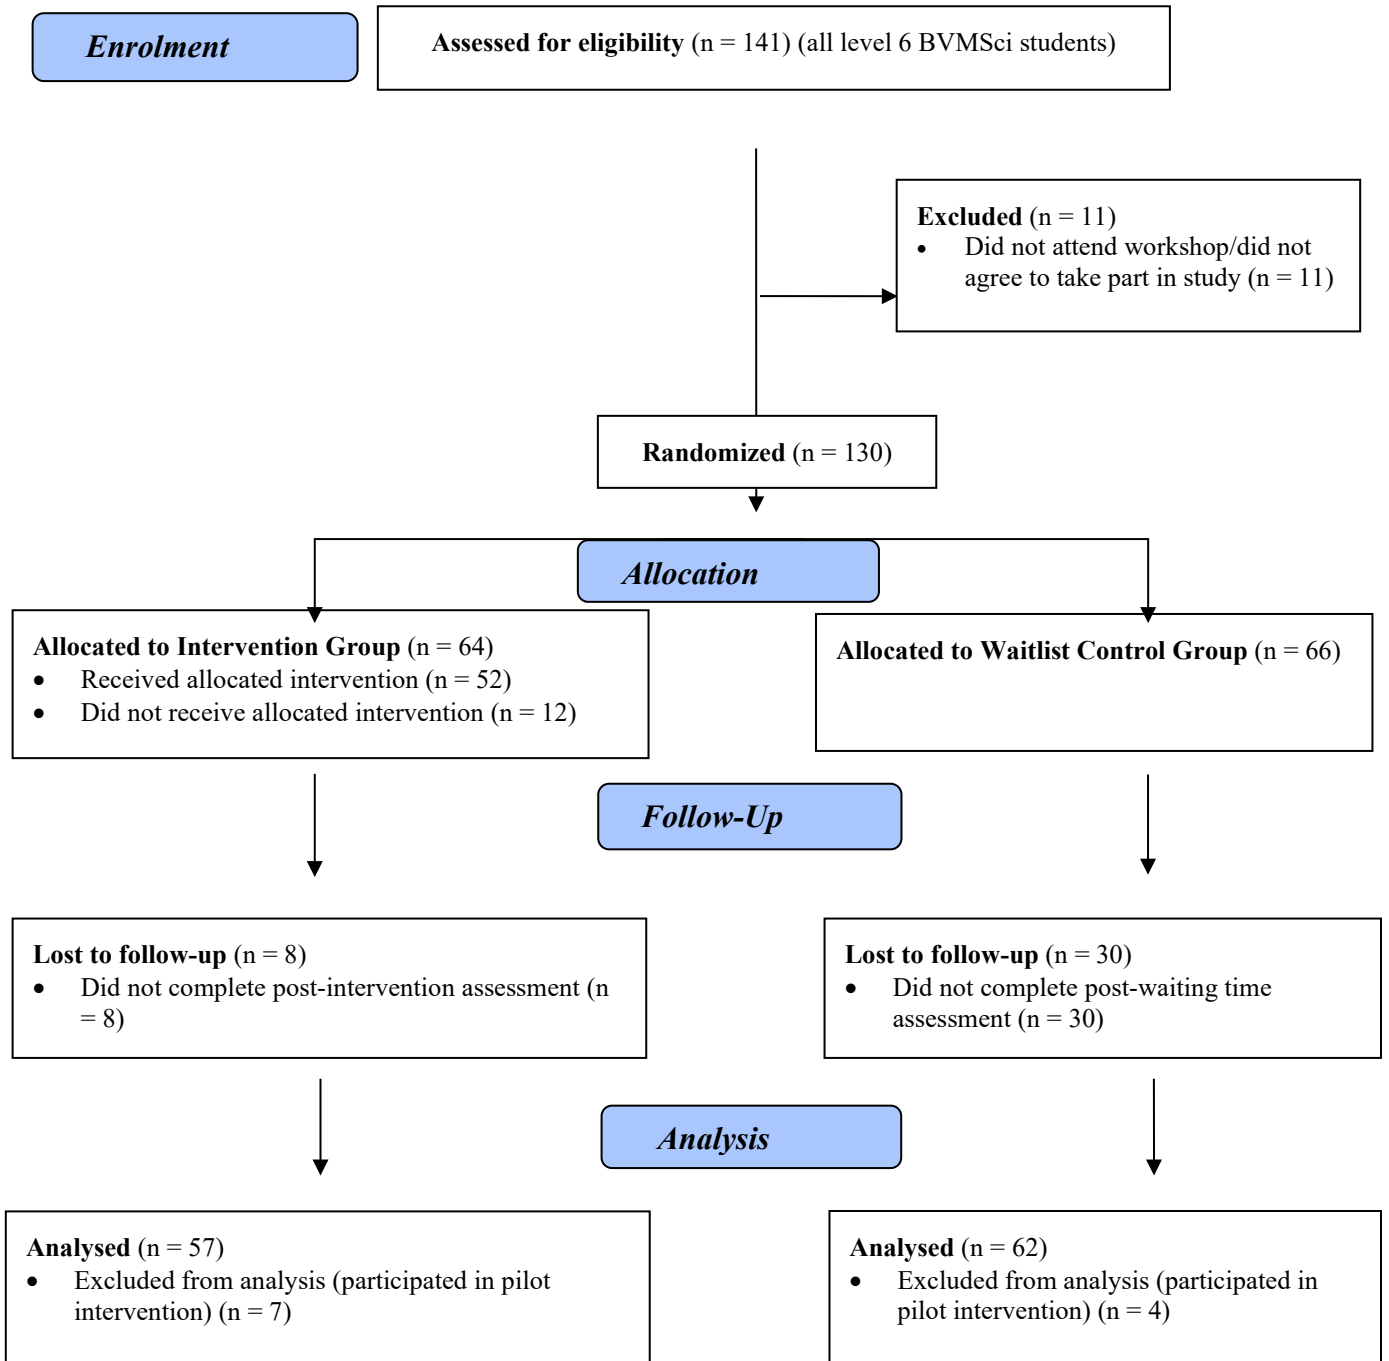 Enrolment
Assessed for eligibility (n = 141) (all level 6 BVMSci students)
Excluded (n = 11)
• Did not attend workshop/did not
agree to take part in study (n = 11)
Randomized (n = 130)
Allocation
Allocated to Intervention Group (n = 64)
• Received allocated intervention (n = 52)
• Did not receive allocated intervention (n = 12)
Allocated to Waitlist Control Group (n = 66)
Follow-Up
Lost to follow-up (n = 8)
• Did not complete post-intervention assessment (n
= 8)
Lost to follow-up (n = 30)
• Did not complete post-waiting time
assessment (n = 30)
Analysis
Analysed (n = 57)
• Excluded from analysis (participated in pilot
intervention) (n = 7)
Analysed (n = 62)
• Excluded from analysis (participated in
pilot intervention) (n = 4)